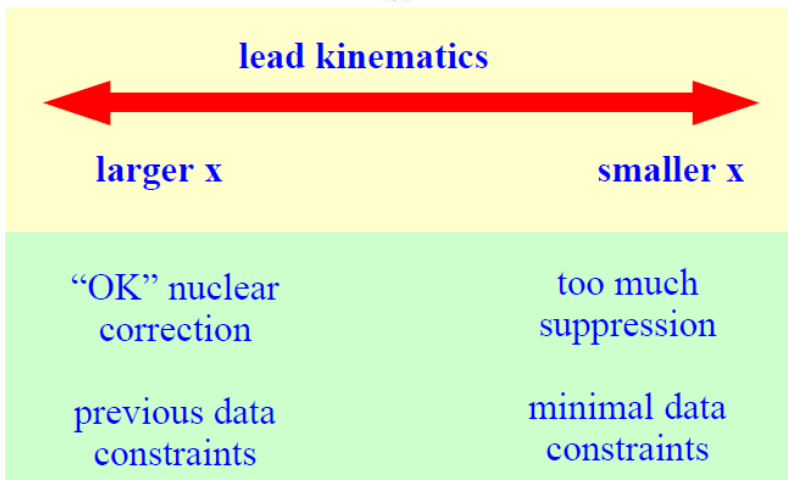 lead kinematics
larger x
smaller x
“OK” nuclear
correction
too much
suppression
previous data
constraints
minimal data
constraints